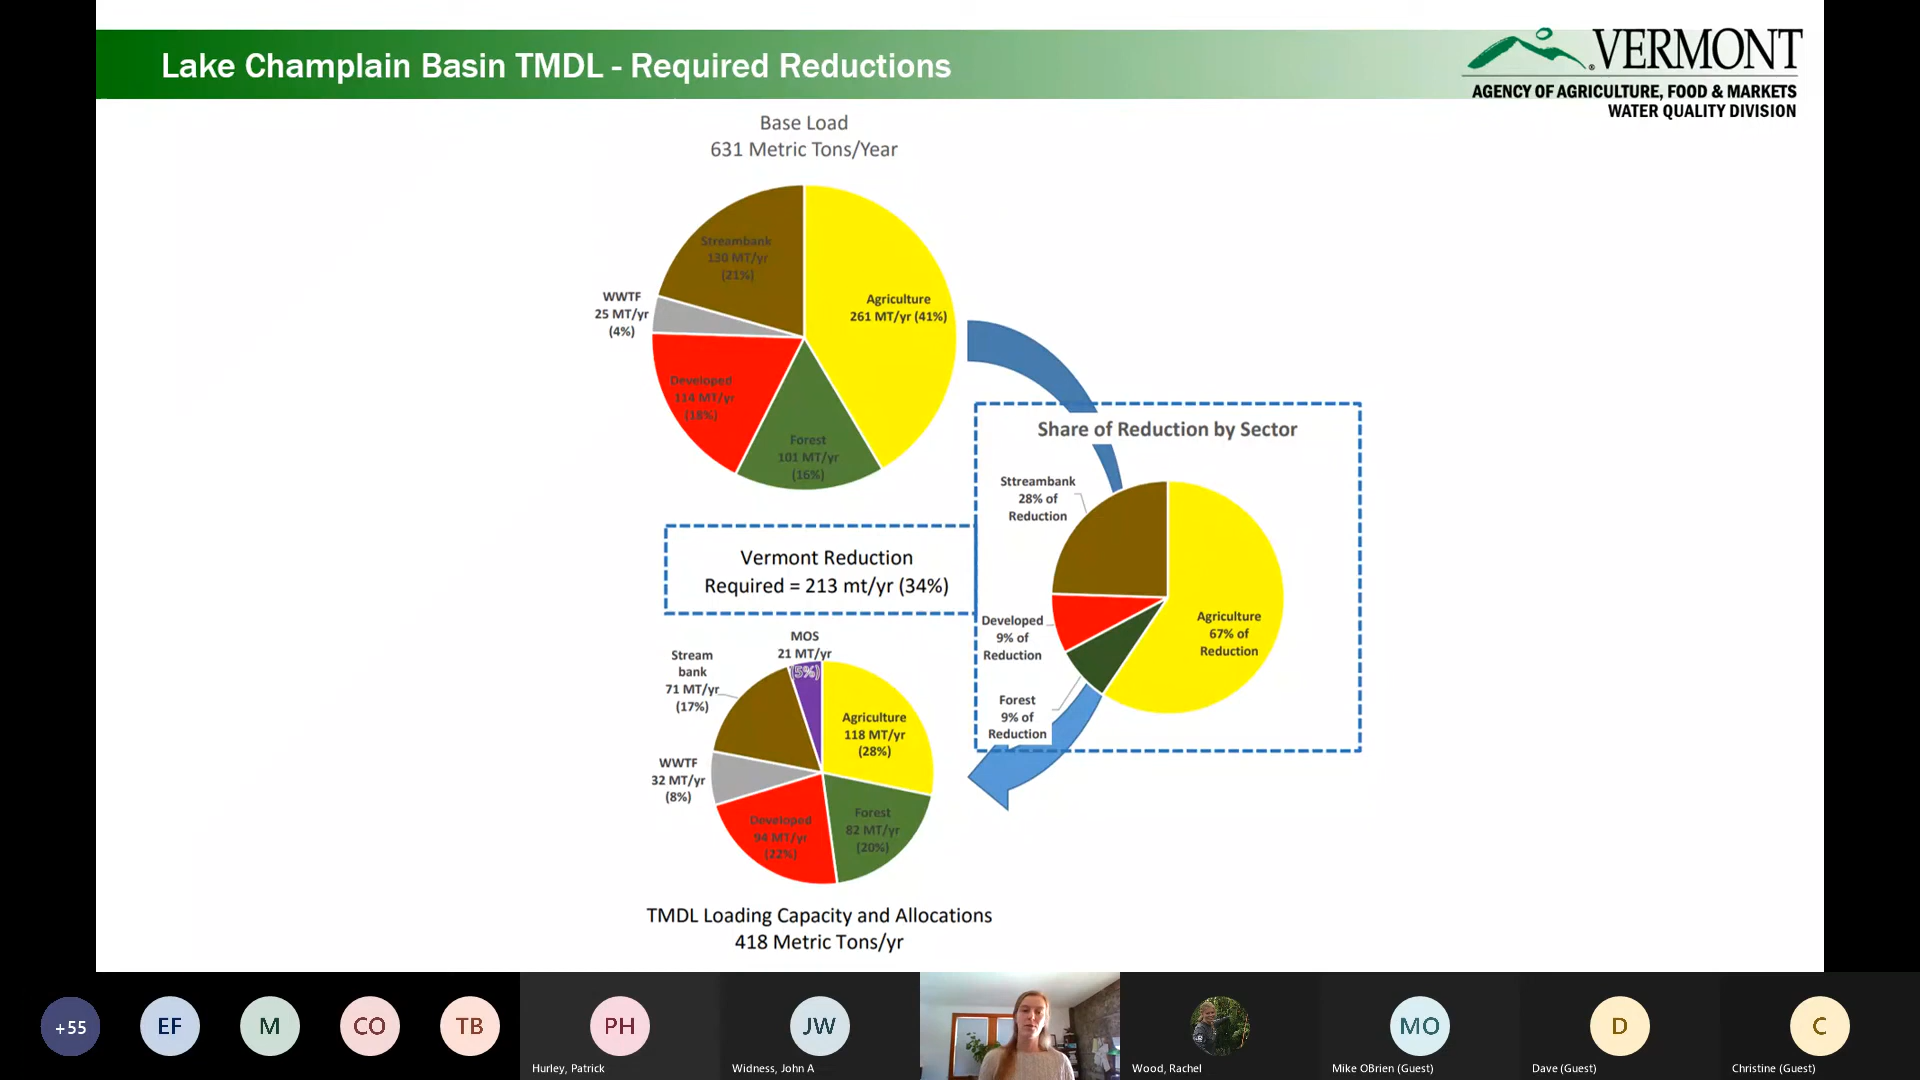 Lake Champlain Basin TMDL - Required Reductions
VERMONT
AGENCY OF AGRICULTURE, FOOD & MARKETS
WATER QUALITY DIVISION
Base Load
631 Metric Tons/Year
Streambank
130 MT/yr
(21%)
WWTF
25 MT/yr
(4%)
Agriculture
261 MT/yr (41%)
Developed
114 MT/yr
(18%)
Forest
101 MT/yr
(16%)
Share of Reduction by Sector
Sttreambank
28% of
Reduction
Developed
9% of
Reduction
Forest
9% of
Reduction
Agriculture
67% of
Reduction
Vermont Reduction
Required = 213 mt/yr (34%)
MOS
21 MT/yr
(5%)
Stream
bank
71 MT/yr
(17%)
Agriculture
118 MT/yr
(28%)
WWTF
32 MT/yr
(8%)
Developed
94 MT/yr
(22%)
Forest
82 MT/yr
(20%)
TMDL Loading Capacity and Allocations
418 Metric Tons/yr
+55
EF
M
CO
TB
PH
Hurley, Patrick
JW
Widness, John A
Wood, Rachel
MO
Mike OBrien (Guest)
D
Dave (Guest)
C
Christine (Guest)